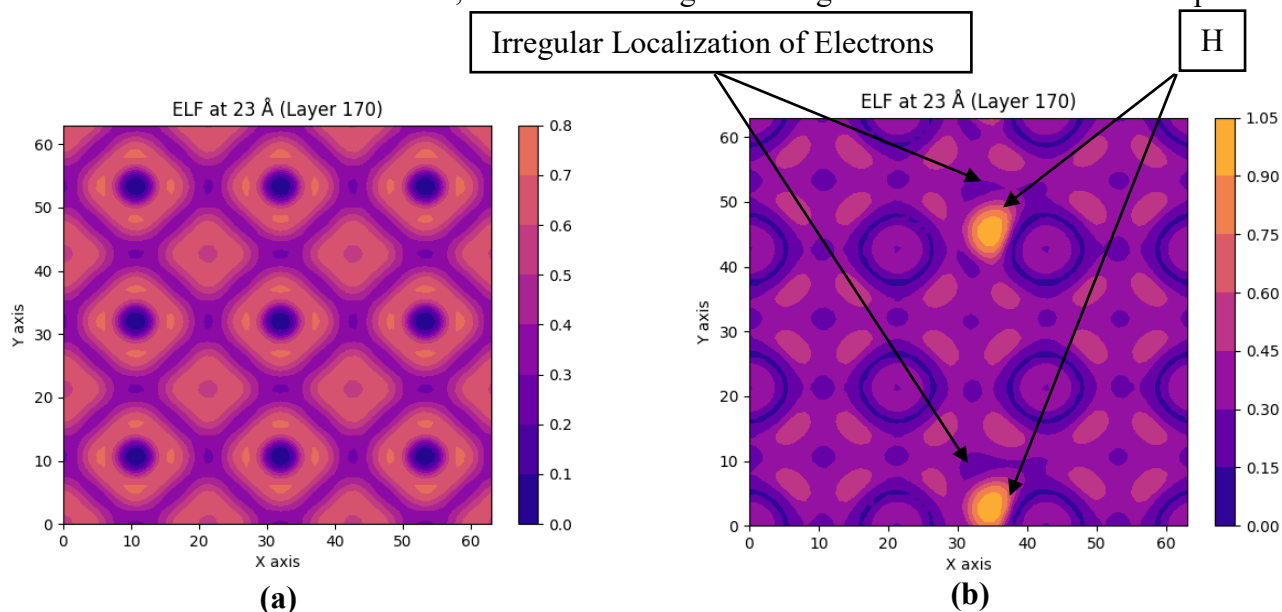 Irregular Localization of Electrons
H
ELF at 23 Å (Layer 170)
60
50
40
30
20
10
0
Y axis
0 10 20 30 40 50 60
X axis
0.8
0.7
0.6
0.5
0.4
0.3
0.2
0.1
0.0
(a)
ELF at 23 Å (Layer 170)
60
50
40
30
20
10
0
Y axis
0 10 20 30 40 50 60
X axis
1.05
0.90
0.75
0.60
0.45
0.30
0.15
0.00
(b)